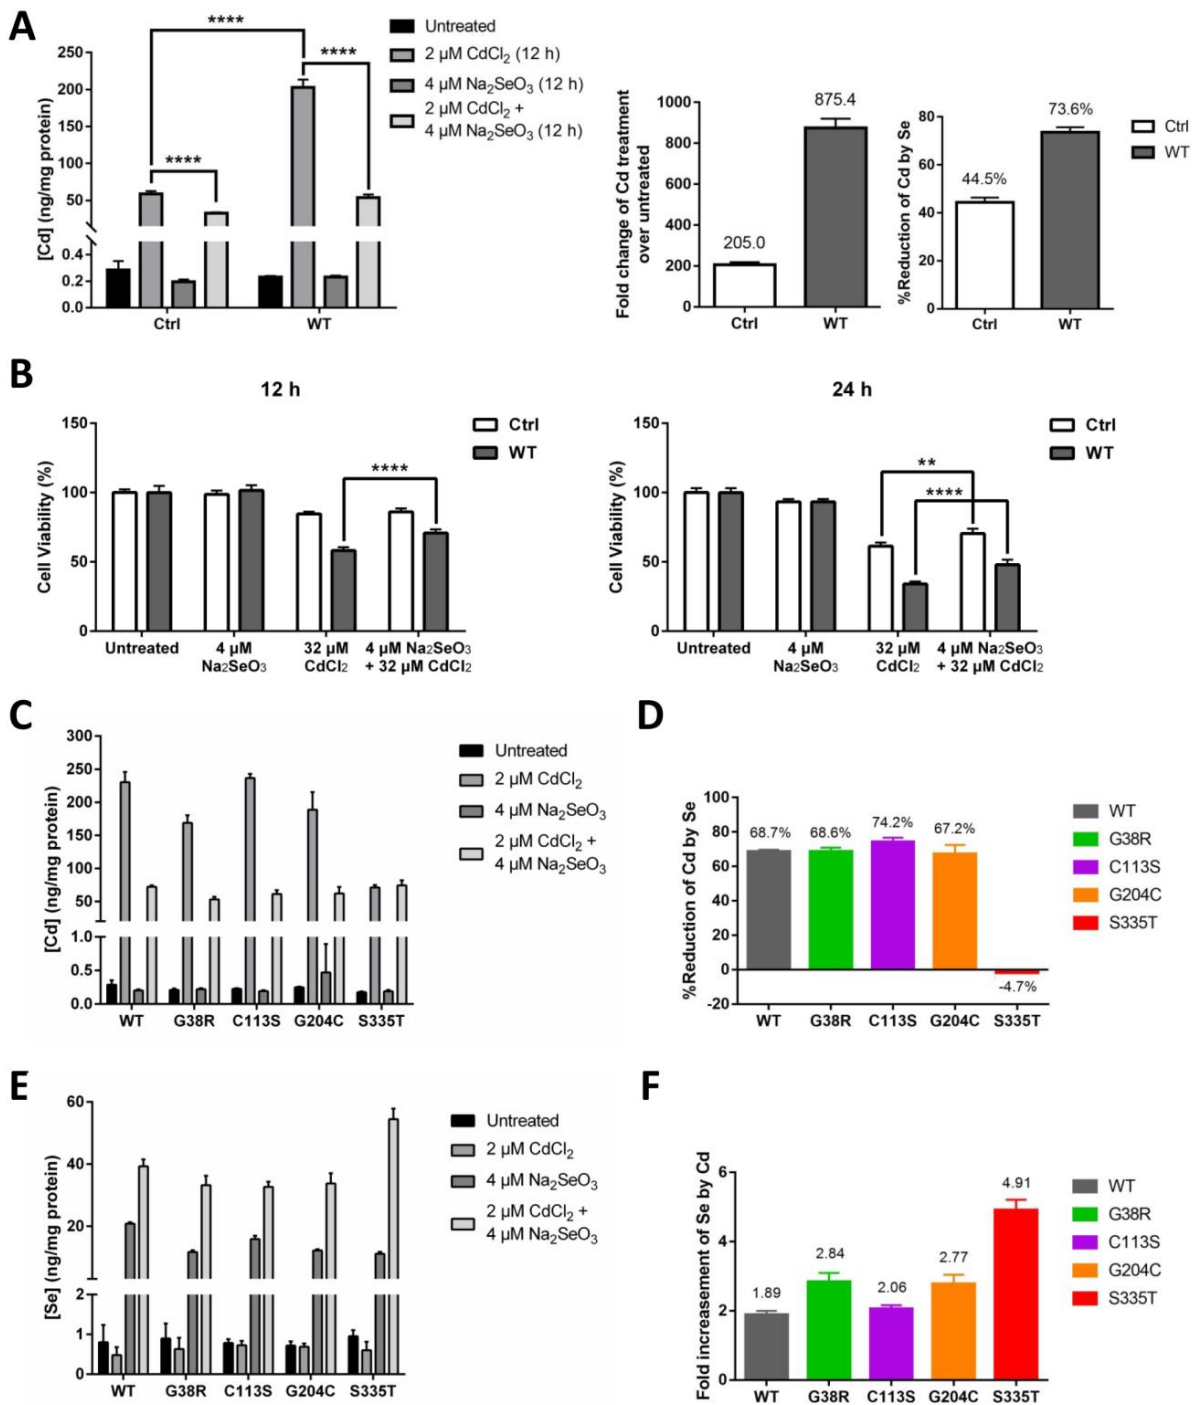 A
[Cd] (ng/mg protein)
250
200
150
100
50
0.4
0.2
0.0
****
****
****
Ctrl
WT
Untreated
2 µM CdCl₂ (12 h)
4 µM Na₂SeO₃ (12 h)
2 µM CdCl₂ +
4 µM Na₂SeO₃ (12 h)
Fold change of Cd treatment
over untreated
1000
800
600
400
200
0
205.0
875.4
Ctrl
WT
%Reduction of Cd by Se
80
60
40
20
0
44.5%
73.6%
Ctrl
WT
Ctrl
WT
B
12 h
Cell Viability (%)
150
100
50
0
****
Ctrl
WT
Untreated
4 µM
Na₂SeO₃
32 µM
CdCl₂
4 µM Na₂SeO₃
+ 32 µM CdCl₂
24 h
Cell Viability (%)
150
100
50
0
**
****
Ctrl
WT
Untreated
4 µM
Na₂SeO₃
32 µM
CdCl₂
4 µM Na₂SeO₃
+ 32 µM CdCl₂
C
[Cd] (ng/mg protein)
300
250
200
150
100
50
1.0
0.5
0.0
WT
G38R
C113S
G204C
S335T
Untreated
2 µM CdCl₂
4 µM Na₂SeO₃
2 µM CdCl₂ +
4 µM Na₂SeO₃
D
%Reduction of Cd by Se
100
80
60
40
20
0
-20
68.7%
68.6%
74.2%
67.2%
-4.7%
WT
G38R
C113S
G204C
S335T
WT
G38R
C113S
G204C
S335T
E
[Se] (ng/mg protein)
60
40
20
2
1
0
WT
G38R
C113S
G204C
S335T
Untreated
2 µM CdCl₂
4 µM Na₂SeO₃
2 µM CdCl₂ +
4 µM Na₂SeO₃
F
Fold increasement of Se by Cd
6
4
2
0
1.89
2.84
2.06
2.77
4.91
WT
G38R
C113S
G204C
S335T
WT
G38R
C113S
G204C
S335T